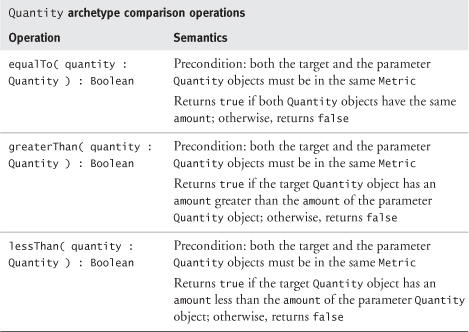 Quantity archetype comparison operations
Operation Semantics
equalTo( quantity : Quantity ) : Boolean
Precondition: both the target and the parameter
Quantity objects must be in the same Metric
Returns true if both Quantity objects have the same
amount; otherwise, returns false
greaterThan( quantity :
Quantity ) : Boolean
Precondition: both the target and the parameter
Quantity objects must be in the same Metric
Returns true if the target Quantity object has an
amount greater than the amount of the parameter
Quantity object; otherwise, returns false
lessThan( quantity :
Quantity ) : Boolean
Precondition: both the target and the parameter
Quantity objects must be in the same Metric
Returns true if the target Quantity object has an
amount less than the amount of the parameter Quantity
object; otherwise, returns false